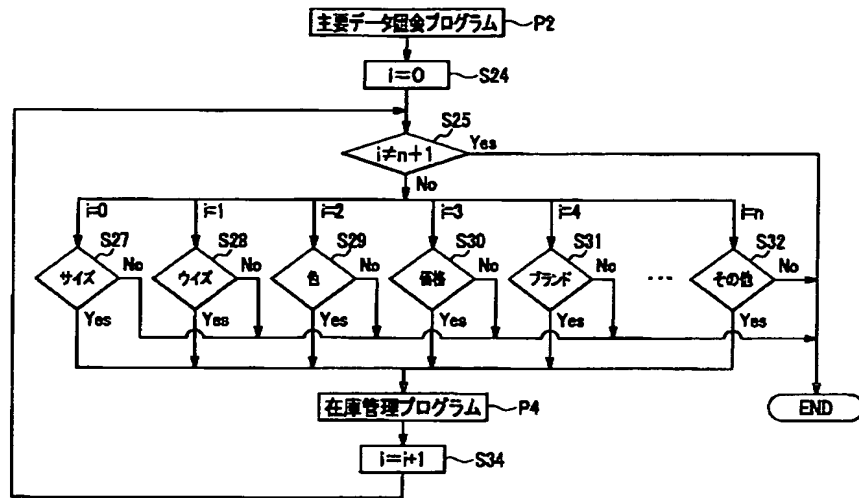 主要データ照会プログラム P2
i=0 S24
S25
i≠n+1 Yes
No
i=0 i=1 i=2 i=3 i=4 i=n
S27 S28 S29 S30 S31 S32
サイズ No ウイズ No 色 No 価格 No ブランド No … その他 No
Yes Yes Yes Yes Yes Yes
在庫管理プログラム P4
END
i=i+1 S34